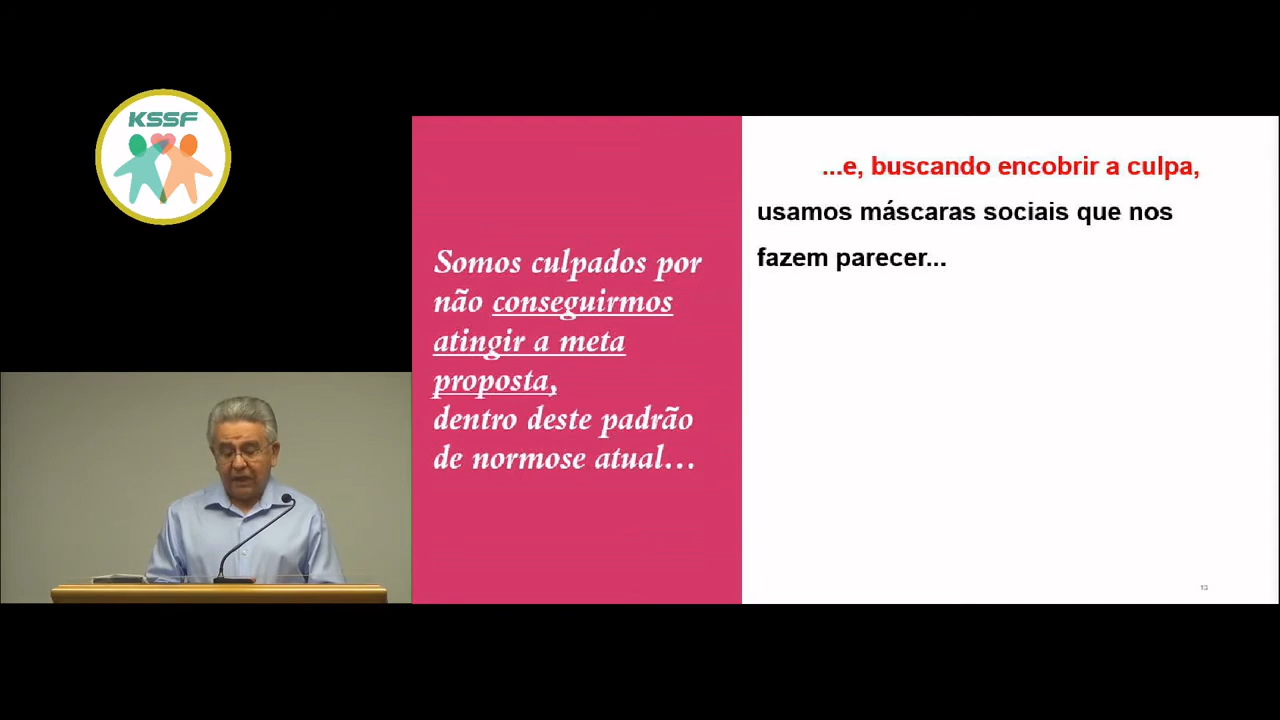 KSSF
Somos culpados por
não conseguirmos
atingir a meta
proposta,
dentro deste padrão
de normose atual...
...e, buscando encobrir a culpa,
usamos máscaras sociais que nos
fazem parecer...
13